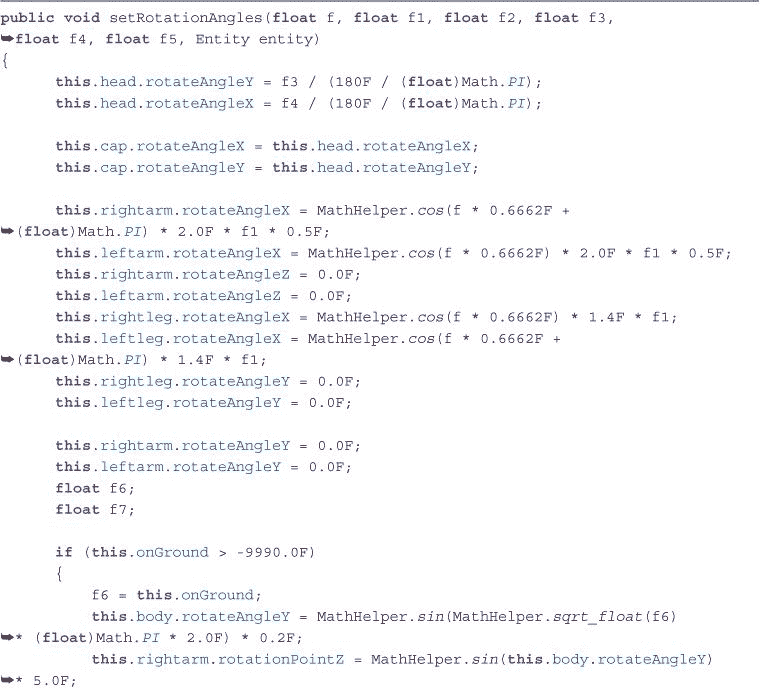 public void setRotationAngles(float f, float f1, float f2, float f3,
➥float f4, float f5, Entity entity)
{
this.head.rotateAngleY = f3 / (180F / (float)Math.PI);
this.head.rotateAngleX = f4 / (180F / (float)Math.PI);
this.cap.rotateAngleX = this.head.rotateAngleX;
this.cap.rotateAngleY = this.head.rotateAngleY;
this.rightarm.rotateAngleX = MathHelper.cos(f * 0.6662F +
➥(float)Math.PI) * 2.0F * f1 * 0.5F;
this.leftarm.rotateAngleX = MathHelper.cos(f * 0.6662F) * 2.0F * f1 * 0.5F;
this.rightarm.rotateAngleZ = 0.0F;
this.leftarm.rotateAngleZ = 0.0F;
this.rightleg.rotateAngleX = MathHelper.cos(f * 0.6662F) * 1.4F * f1;
this.leftleg.rotateAngleX = MathHelper.cos(f * 0.6662F +
➥(float)Math.PI) * 1.4F * f1;
this.rightleg.rotateAngleY = 0.0F;
this.leftleg.rotateAngleY = 0.0F;
this.rightarm.rotateAngleY = 0.0F;
this.leftarm.rotateAngleY = 0.0F;
float f6;
float f7;
if (this.onGround > -9990.0F)
{
f6 = this.onGround;
this.body.rotateAngleY = MathHelper.sin(MathHelper.sqrt_float(f6)
➥* (float)Math.PI * 2.0F) * 0.2F;
this.rightarm.rotationPointZ = MathHelper.sin(this.body.rotateAngleY)
➥* 5.0F;